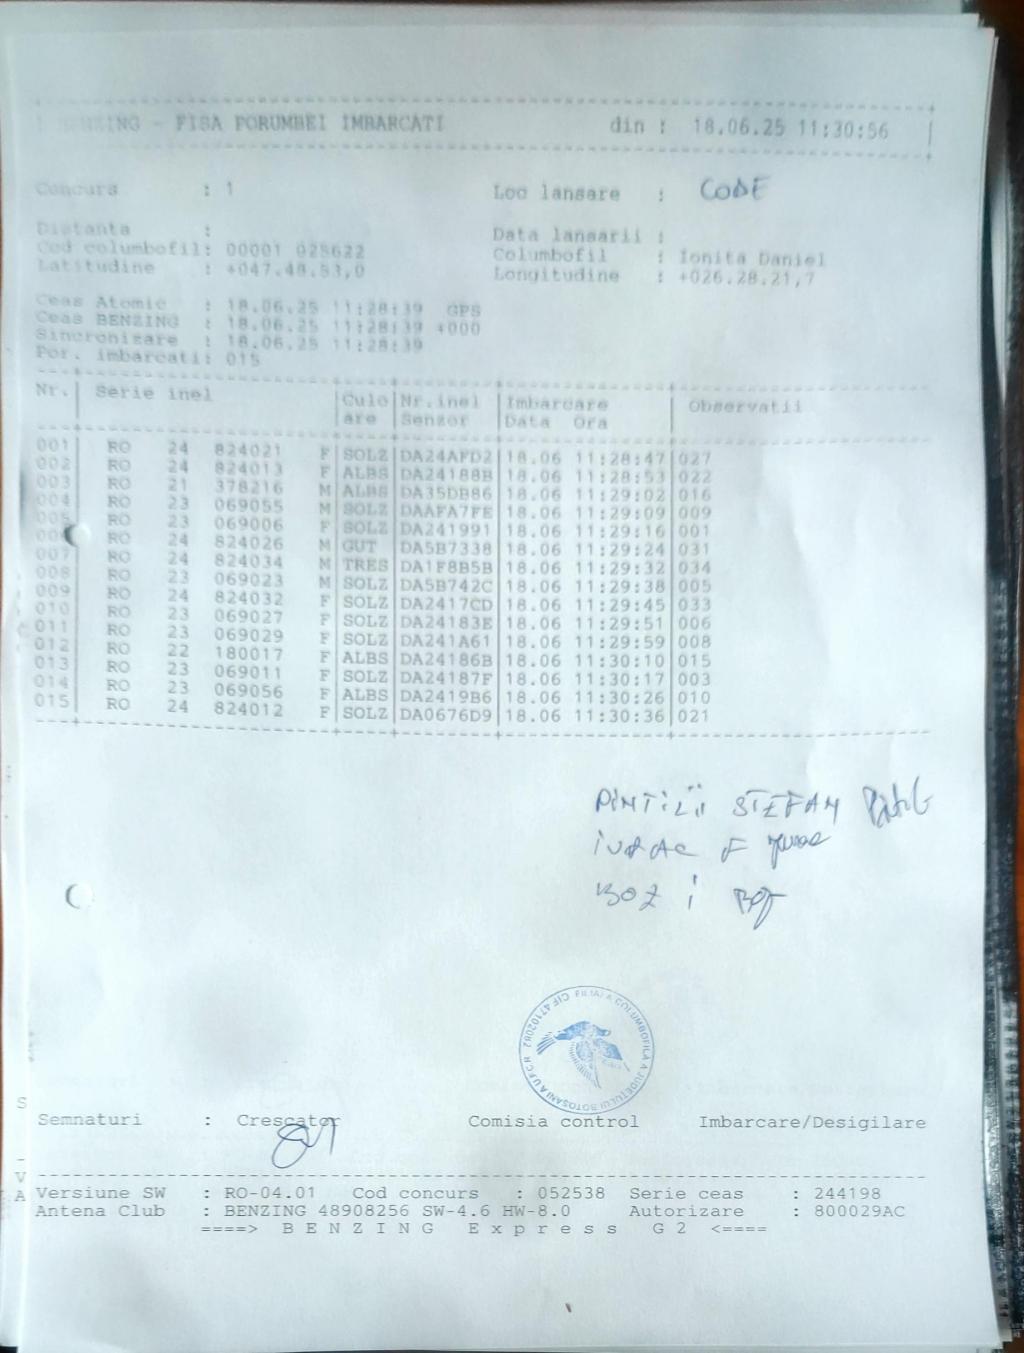 BENZING - FISA PORUMBEI IMBARCATI din : 18.06.25 11:30:56
Concurs : 1 Loc lansare : CODE
Distanta : Data lansarii :
Cod columbofil: 00001 025622 Columbofil : Ionita Daniel
Latitudine : +047.48.53,0 Longitudine : +026.28.21,7
Ceas Atomic : 18.06.25 11:28:39 GPS
Ceas BENZING : 18.06.25 11:28:39 +000
Sincronizare : 18.06.25 11:28:39
Por. imbarcati: 015
Nr. Serie inel Culo Nr.inel Imbarcare Observatii
are Senzor Data Ora
001 RO 24 824021 F SOLZ DA24AFD2 18.06 11:28:47 027
002 RO 24 824013 F ALBS DA24188B 18.06 11:28:53 022
003 RO 21 378216 M ALBS DA35DB86 18.06 11:29:02 016
004 RO 23 069055 M SOLZ DAAFA7FE 18.06 11:29:09 009
005 RO 23 069006 F SOLZ DA241991 18.06 11:29:16 001
006 RO 24 824026 M GUT DA5B7338 18.06 11:29:24 031
007 RO 24 824034 M TRES DA1F8B5B 18.06 11:29:32 034
008 RO 23 069023 M SOLZ DA5B742C 18.06 11:29:38 005
009 RO 24 824032 F SOLZ DA2417CD 18.06 11:29:45 033
010 RO 23 069027 F SOLZ DA24183E 18.06 11:29:51 006
011 RO 23 069029 F SOLZ DA241A61 18.06 11:29:59 008
012 RO 22 180017 F ALBS DA24186B 18.06 11:30:10 015
013 RO 23 069011 F SOLZ DA24187F 18.06 11:30:17 003
014 RO 23 069056 F ALBS DA2419B6 18.06 11:30:26 010
015 RO 24 824012 F SOLZ DA0676D9 18.06 11:30:36 021
PINTILII STEFAN
BOZ I
FILIALA COLUMBOFILA A JUDETULUI BOTOSANI A U.F.C.R. CIF 47102092
Semnaturi : Crescator Comisia control Imbarcare/Desigilare
Versiune SW : RO-04.01 Cod concurs : 052538 Serie ceas : 244198
Antena Club : BENZING 48908256 SW-4.6 HW-8.0 Autorizare : 800029AC
====> B E N Z I N G E x p r e s s G 2 <====